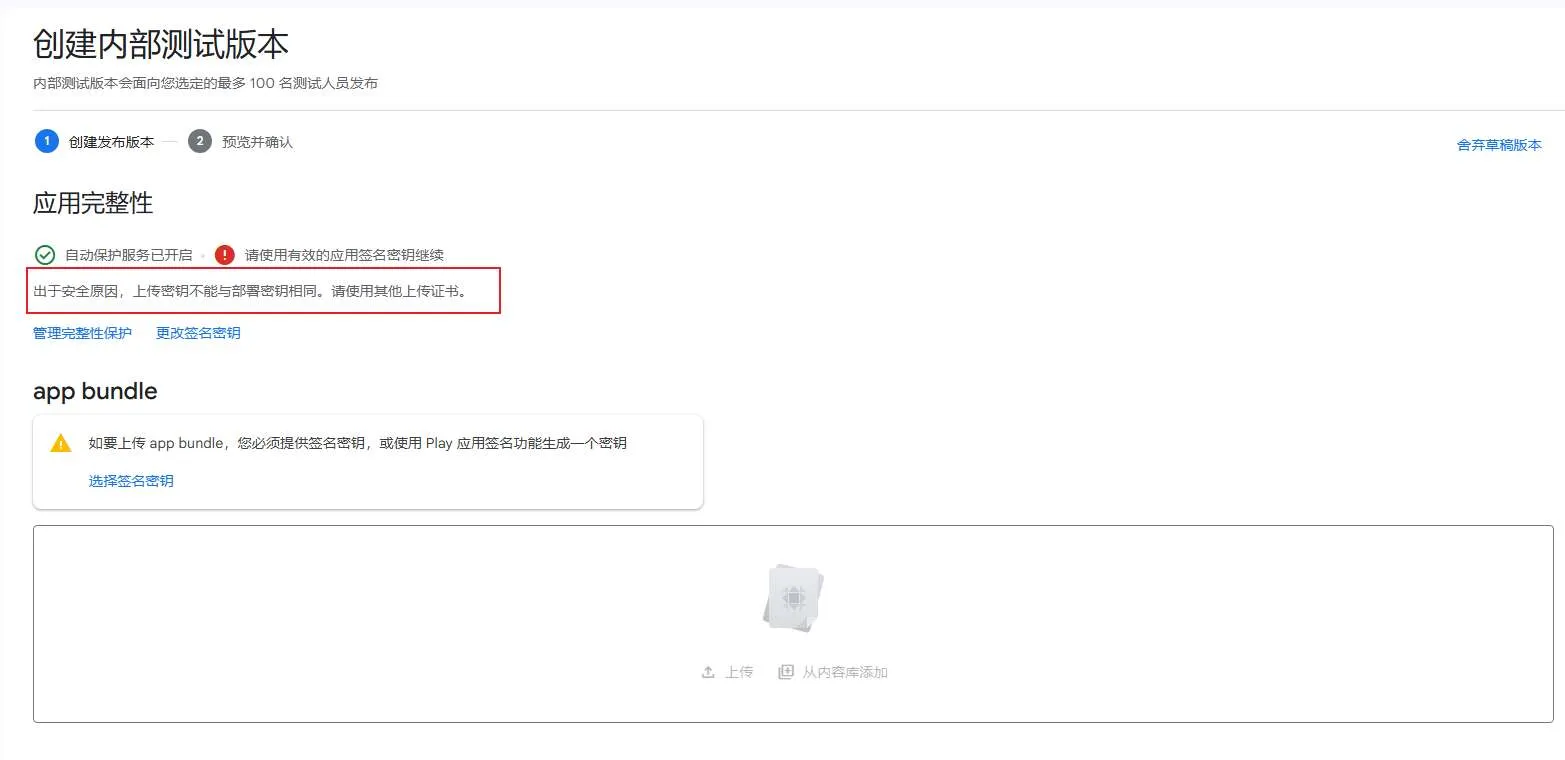 创建内部测试版本
内部测试版本会面向您选定的最多 100 名测试人员发布
1 创建发布版本 2 预览并确认
舍弃草稿版本
应用完整性
自动保护服务已开启 · 请使用有效的应用签名密钥继续
出于安全原因，上传密钥不能与部署密钥相同。请使用其他上传证书。
管理完整性保护 更改签名密钥
app bundle
如要上传 app bundle，您必须提供签名密钥，或使用 Play 应用签名功能生成一个密钥
选择签名密钥
上传 从内容库添加